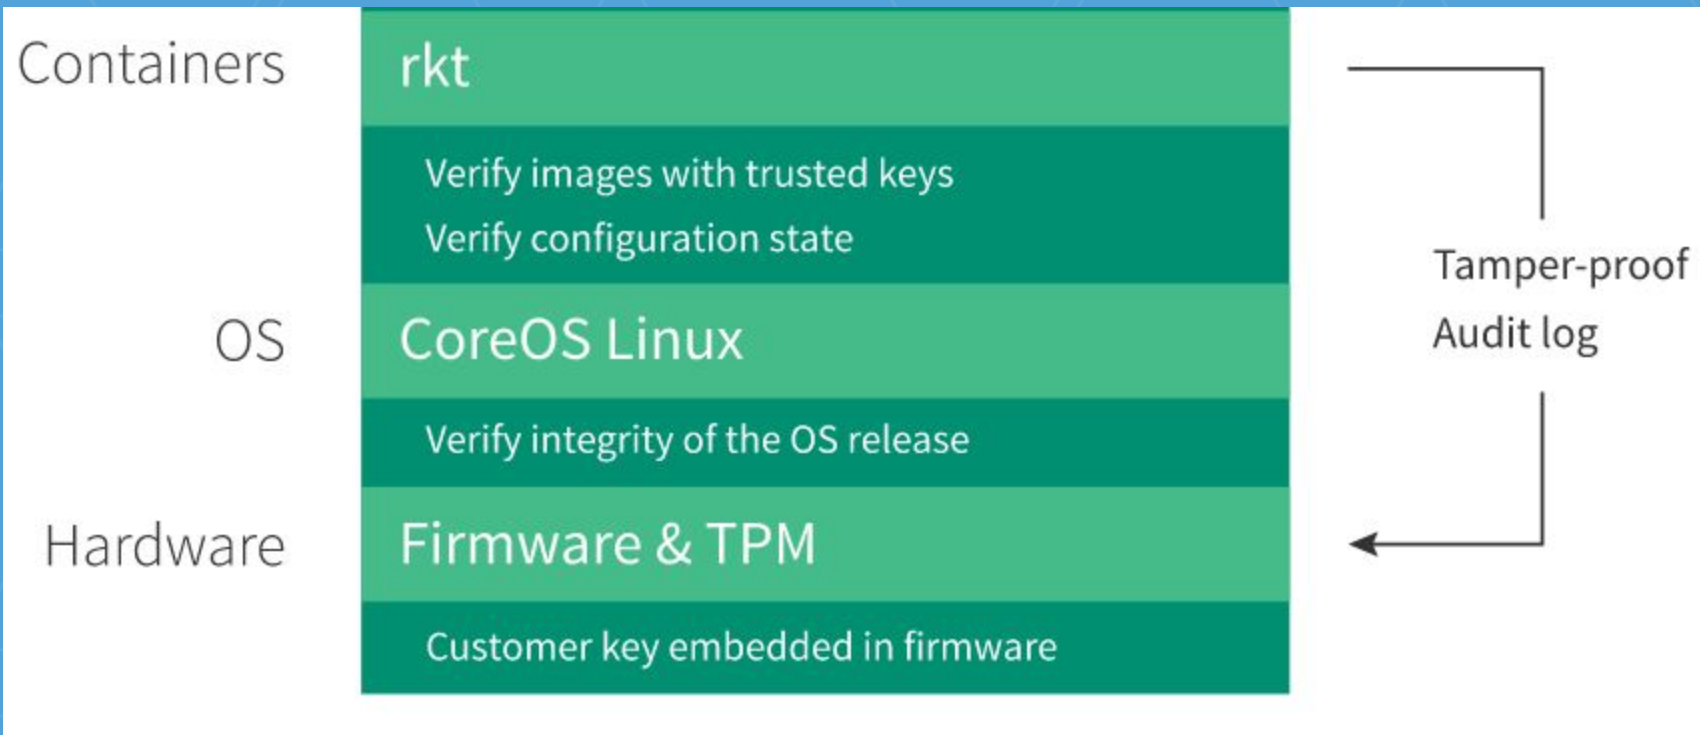 Containers
rkt
Verify images with trusted keys
Verify configuration state
OS
CoreOS Linux
Verify integrity of the OS release
Hardware
Firmware & TPM
Customer key embedded in firmware
Tamper-proof
Audit log